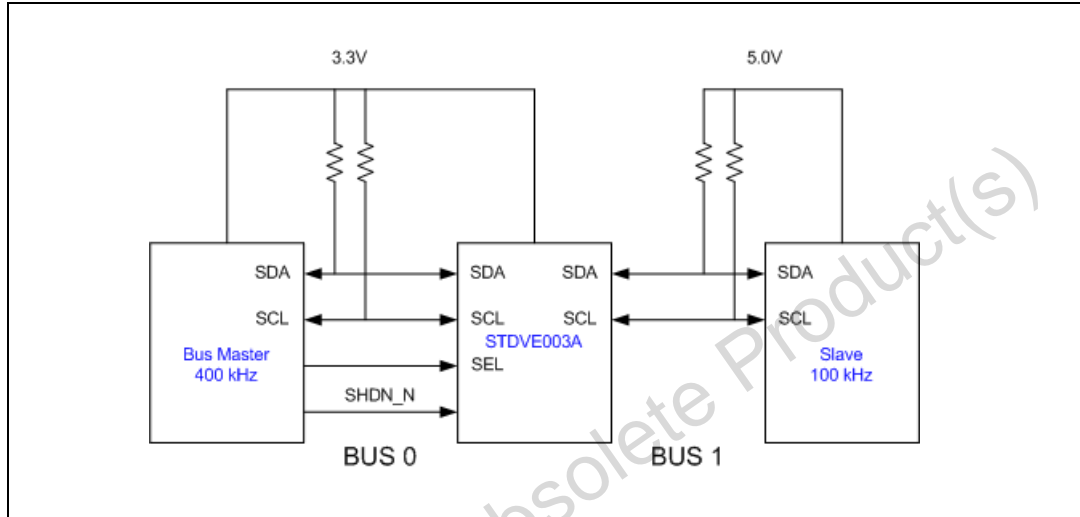 3.3V
5.0V
SDA
SDA
SDA
SDA
SCL
SCL
SCL
SCL
STDVE003A
Bus Master
400 kHz
SEL
Slave
100 kHz
SHDN_N
BUS 0
BUS 1
bsolete Product(s)